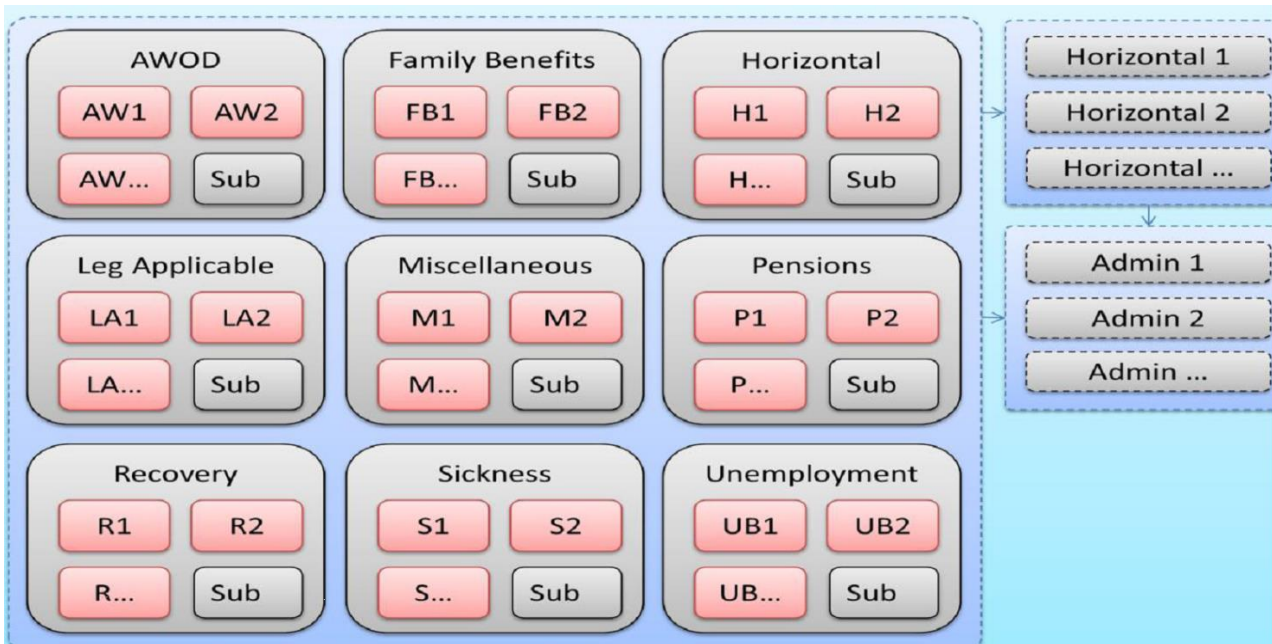 AWOD
AW1 AW2
AW... Sub
Family Benefits
FB1 FB2
FB... Sub
Horizontal
H1 H2
H... Sub
Leg Applicable
LA1 LA2
LA... Sub
Miscellaneous
M1 M2
M... Sub
Pensions
P1 P2
P... Sub
Recovery
R1 R2
R... Sub
Sickness
S1 S2
S... Sub
Unemployment
UB1 UB2
UB... Sub
Horizontal 1
Horizontal 2
Horizontal ...
Admin 1
Admin 2
Admin ...